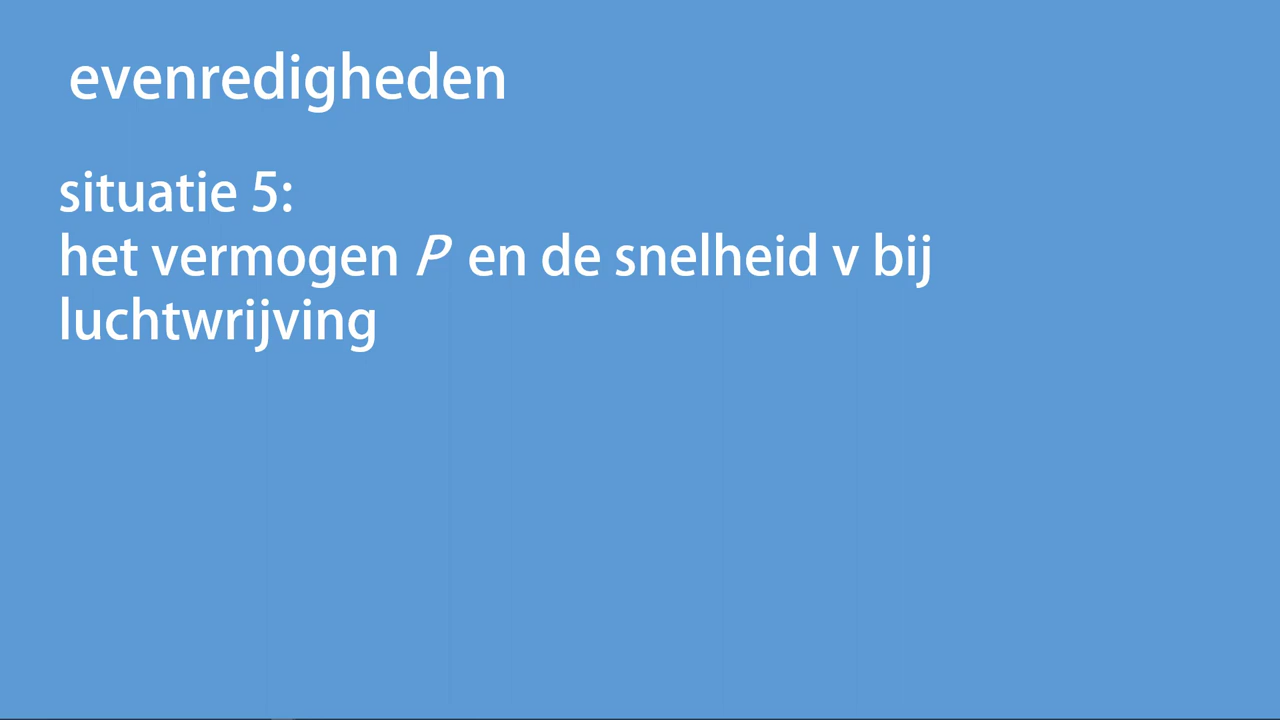 evenredigheden
situatie 5:
het vermogen P en de snelheid v bij
luchtwrijving